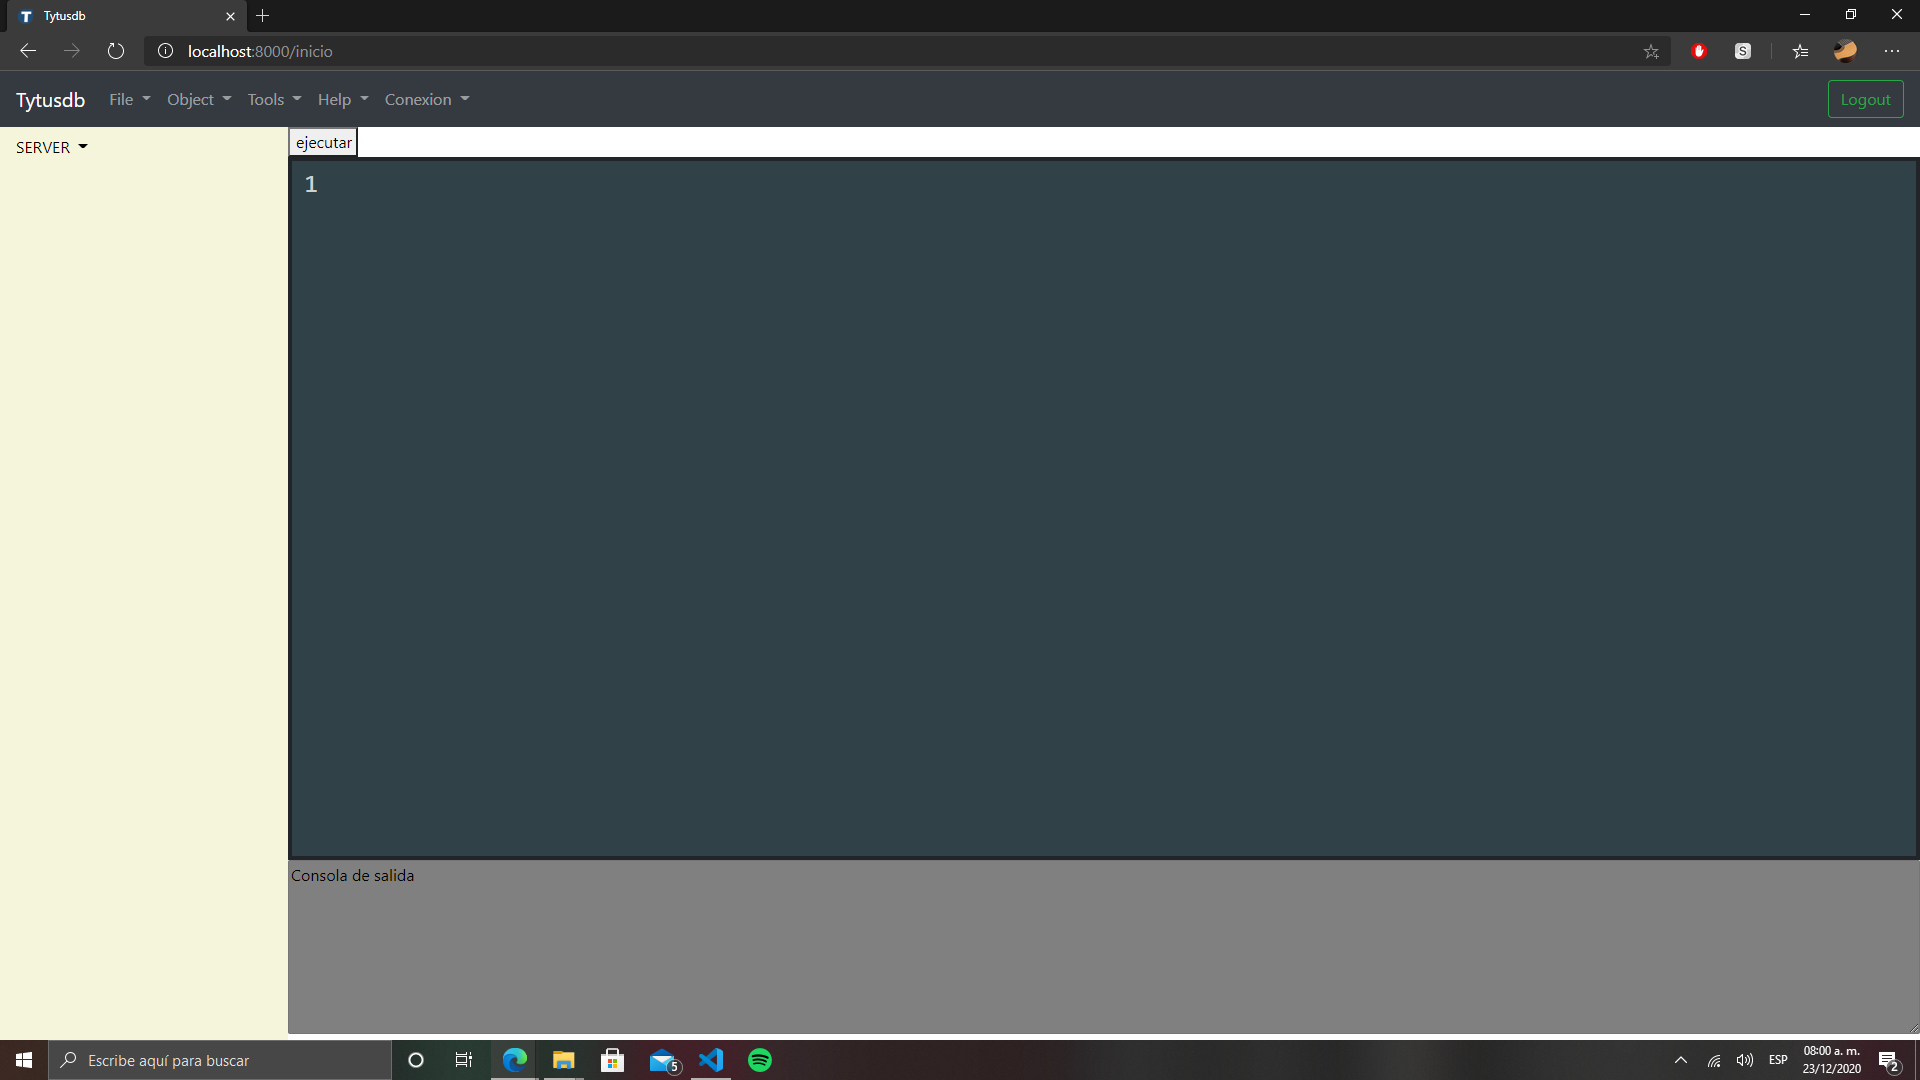 Tytusdb
localhost:8000/inicio
S
Tytusdb File Object Tools Help Conexion Logout
SERVER
ejecutar
1
Consola de salida
Escribe aquí para buscar
5
ESP
08:00 a. m.
23/12/2020
2